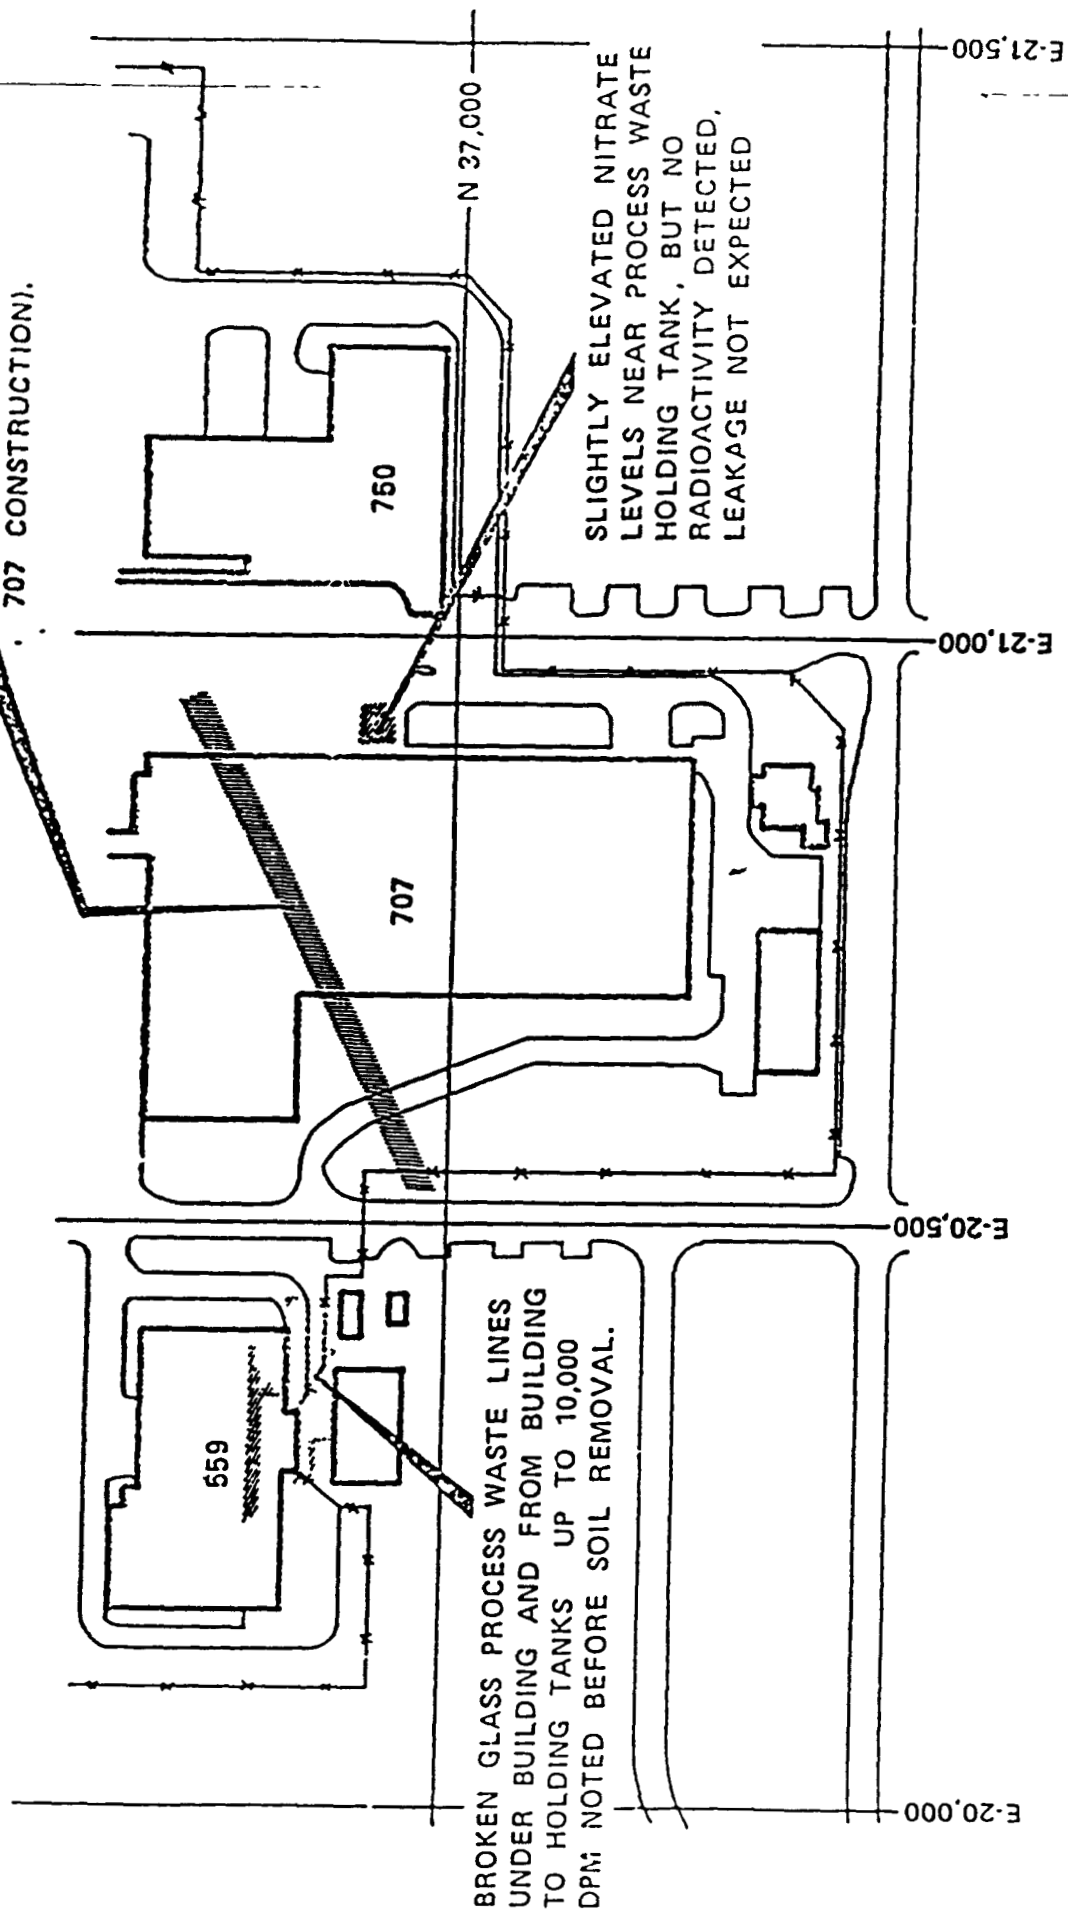 707 CONSTRUCTION).
N 37,000
SLIGHTLY ELEVATED NITRATE
LEVELS NEAR PROCESS WASTE
HOLDING TANK, BUT NO
RADIOACTIVITY DETECTED,
LEAKAGE NOT EXPECTED
750
707
559
BROKEN GLASS PROCESS WASTE LINES
UNDER BUILDING AND FROM BUILDING
TO HOLDING TANKS UP TO 10,000
DPM NOTED BEFORE SOIL REMOVAL.
E-20,000
E-20,500
E-21,000
E-21,500